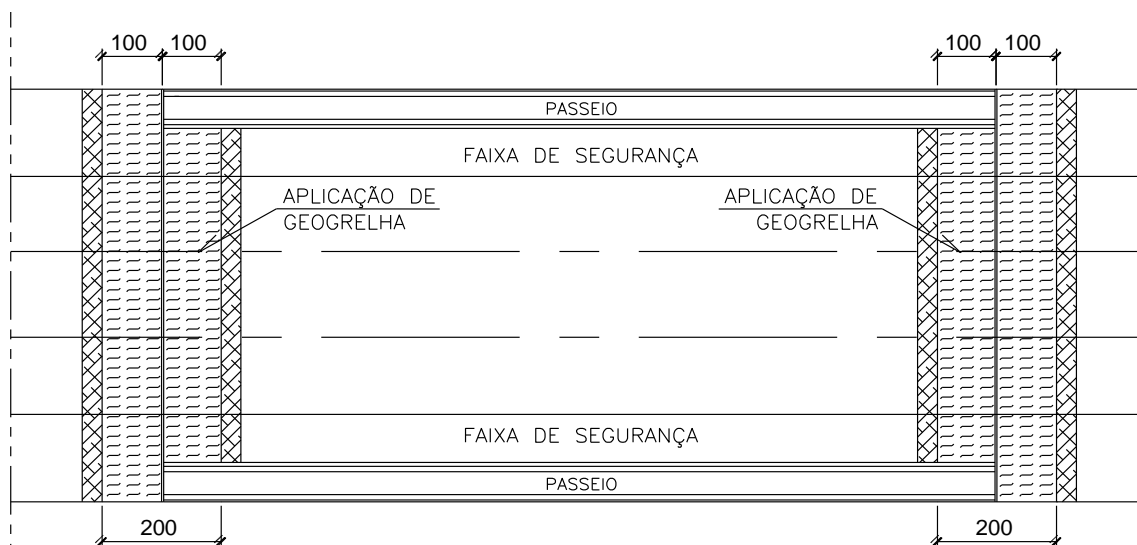 100 100 100 100
PASSEIO
FAIXA DE SEGURANÇA
APLICAÇÃO DE
GEOGRELHA
APLICAÇÃO DE
GEOGRELHA
FAIXA DE SEGURANÇA
PASSEIO
200 200